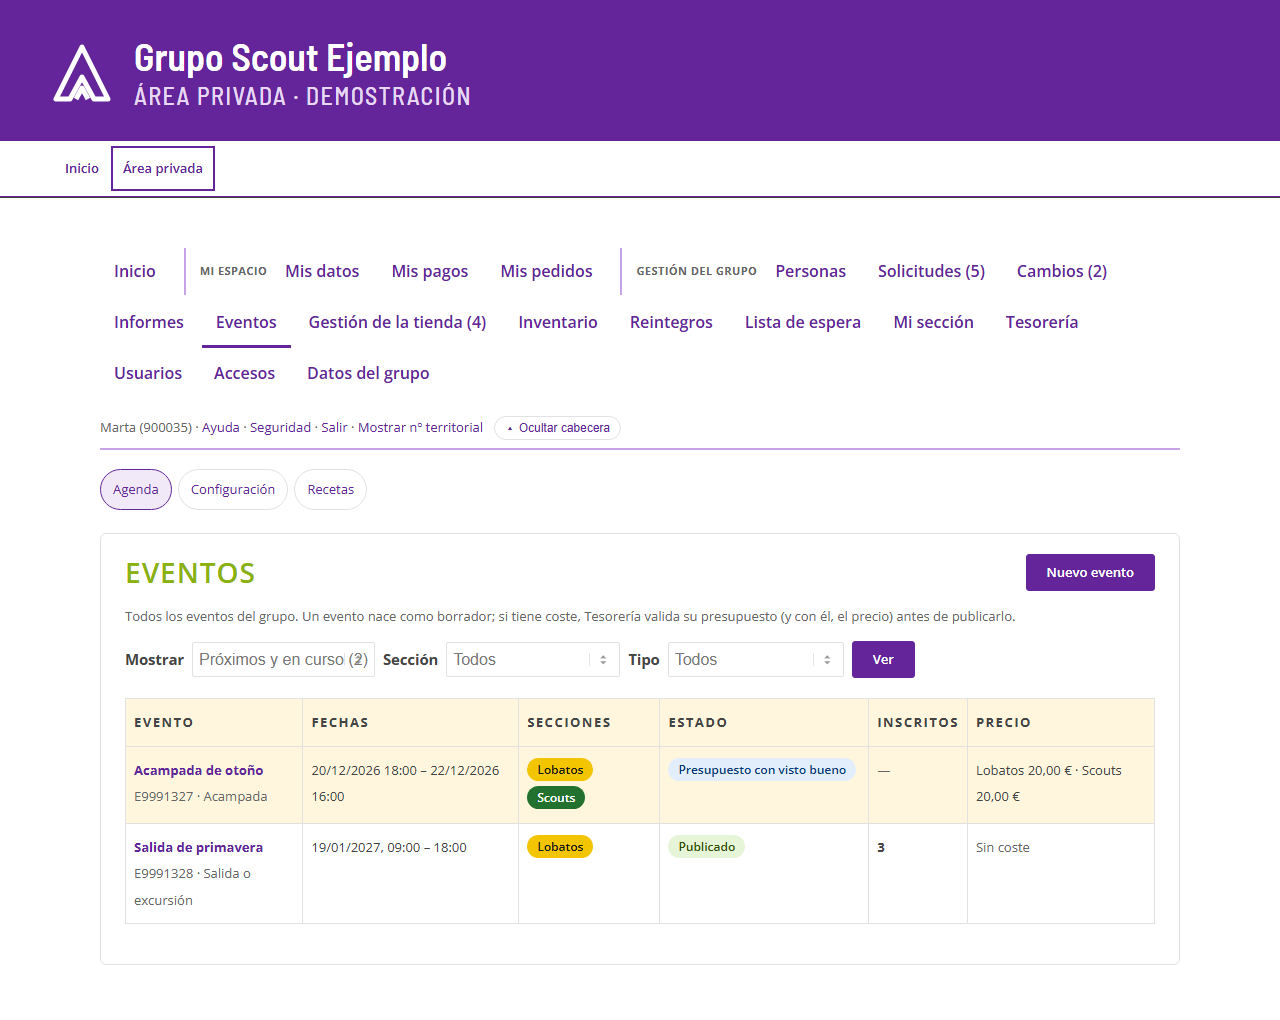 Grupo Scout Ejemplo
ÁREA PRIVADA · DEMOSTRACIÓN
Inicio Área privada
Inicio MI ESPACIO Mis datos Mis pagos Mis pedidos GESTIÓN DEL GRUPO Personas Solicitudes (5) Cambios (2)
Informes Eventos Gestión de la tienda (4) Inventario Reintegros Lista de espera Mi sección Tesorería
Usuarios Accesos Datos del grupo
Marta (900035) · Ayuda · Seguridad · Salir · Mostrar nº territorial ▲ Ocultar cabecera
Agenda Configuración Recetas
EVENTOS Nuevo evento
Todos los eventos del grupo. Un evento nace como borrador; si tiene coste, Tesorería valida su presupuesto (y con él, el precio) antes de publicarlo.
Mostrar Próximos y en curso (2) Sección Todos Tipo Todos Ver
EVENTO FECHAS SECCIONES ESTADO INSCRITOS PRECIO
Acampada de otoño 20/12/2026 18:00 – 22/12/2026 Lobatos Presupuesto con visto bueno — Lobatos 20,00 € · Scouts
E9991327 · Acampada 16:00 Scouts 20,00 €
Salida de primavera 19/01/2027, 09:00 – 18:00 Lobatos Publicado 3 Sin coste
E9991328 · Salida o
excursión